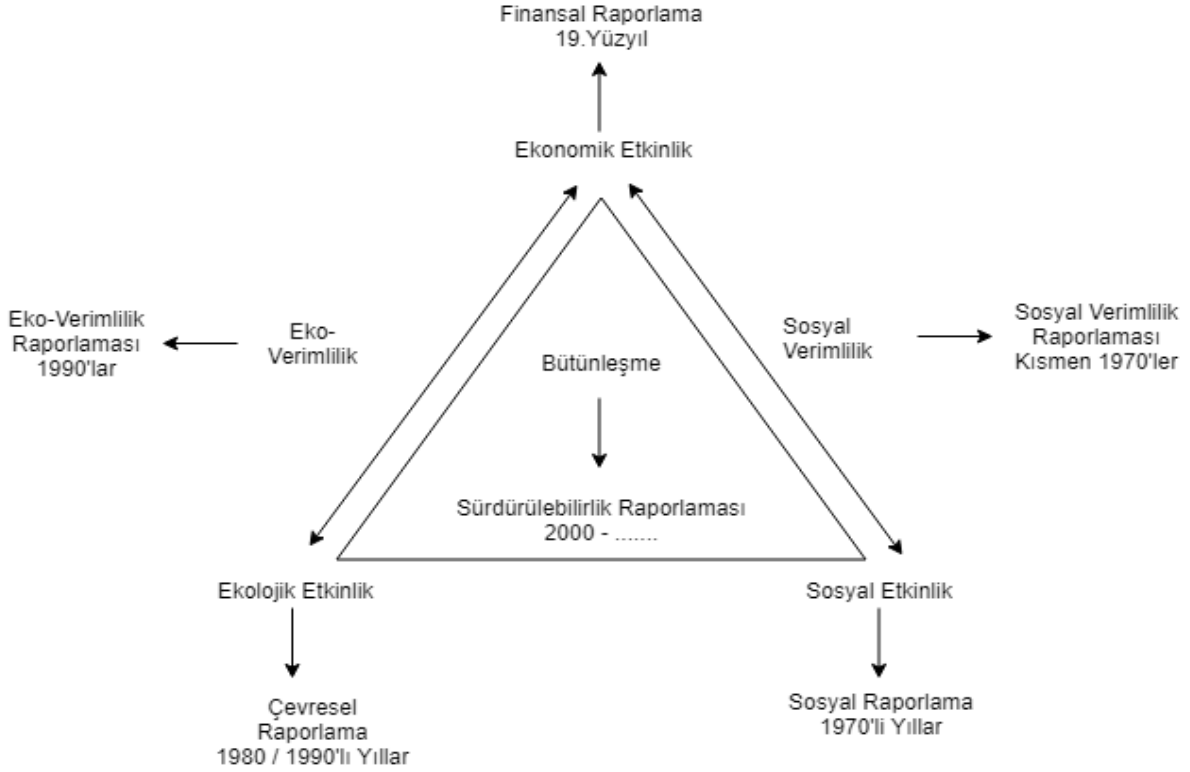 Finansal Raporlama
19.Yüzyıl
Ekonomik Etkinlik
Eko-Verimlilik
Raporlaması
1990'lar
Eko-
Verimlilik
Bütünleşme
Sosyal
Verimlilik
Sosyal Verimlilik
Raporlaması
Kısmen 1970'ler
Sürdürülebilirlik Raporlaması
2000 - .......
Ekolojik Etkinlik
Sosyal Etkinlik
Çevresel
Raporlama
1980 / 1990'lı Yıllar
Sosyal Raporlama
1970'li Yıllar